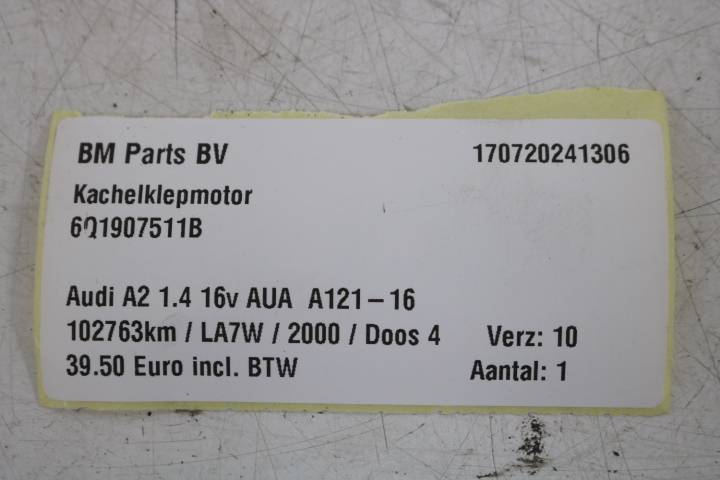 BM Parts BV 170720241306
Kachelklepmotor
6Q1907511B
Audi A2 1.4 16v AUA A121-16
102763km / LA7W / 2000 / Doos 4 Verz: 10
39.50 Euro incl. BTW Aantal: 1